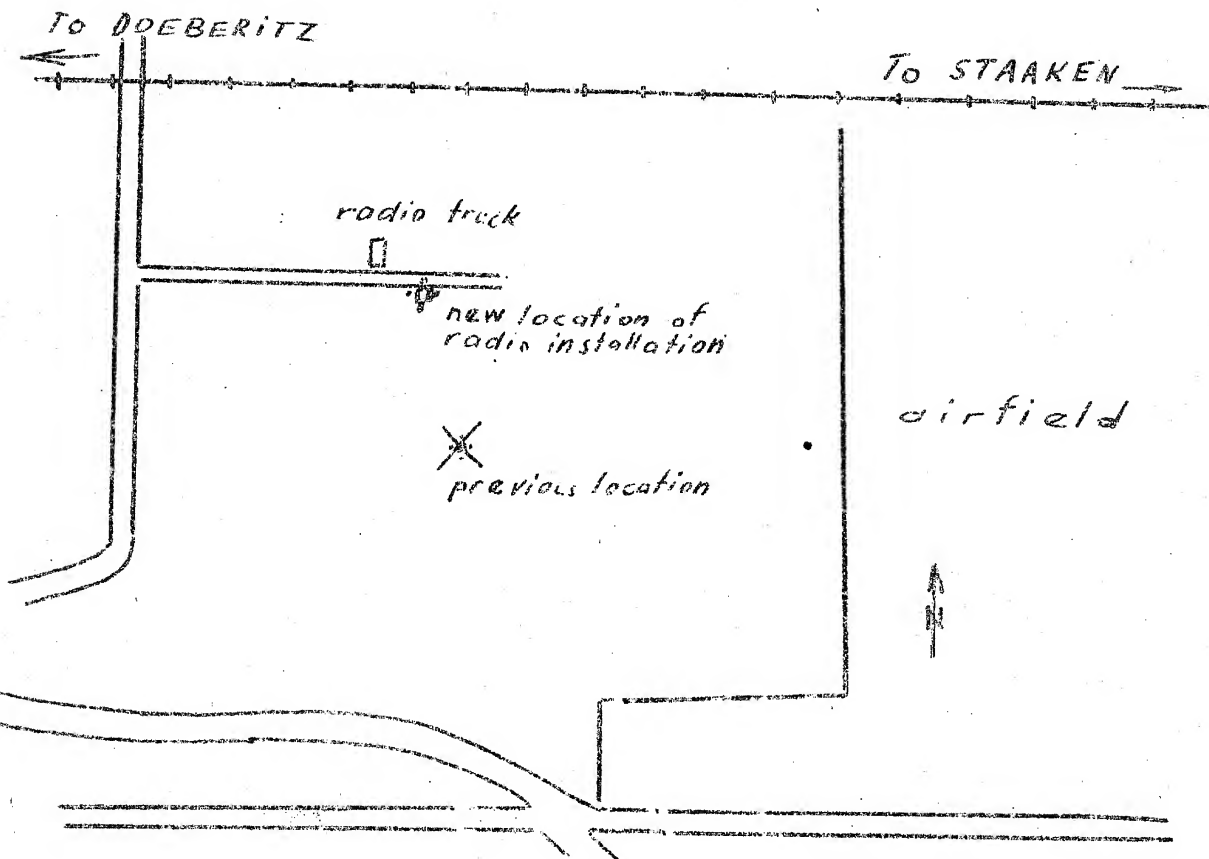 To DOEBERITZ
To STAAKEN
radio truck
new location of
radio installation
airfield
previous location
N